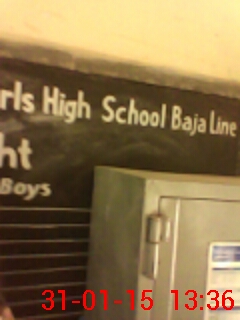 rls High School Baja Line
ht
Boys
31-01-15 13:36